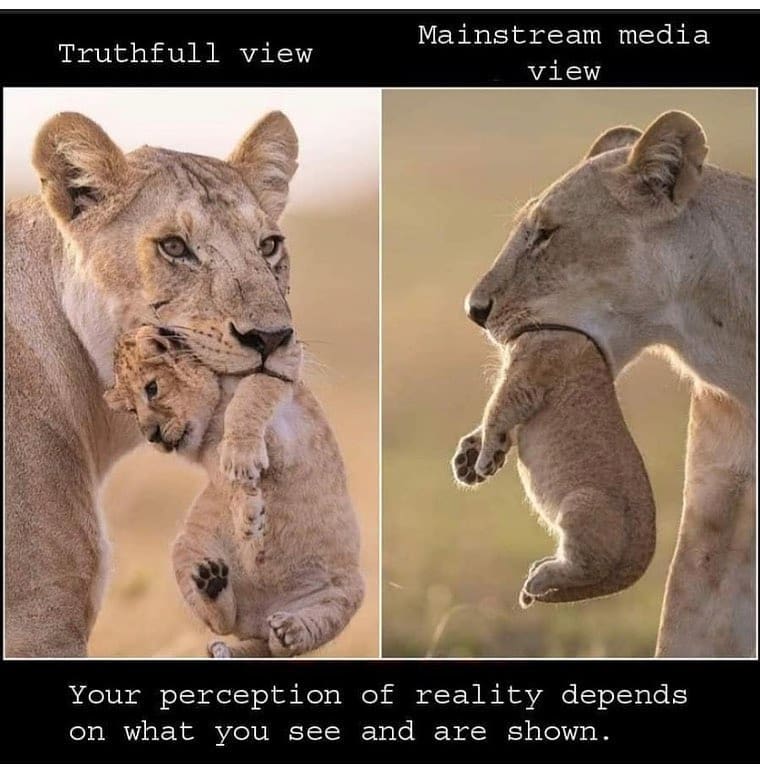 Truthfull view
Mainstream media
view
Your perception of reality depends
on what you see and are shown.